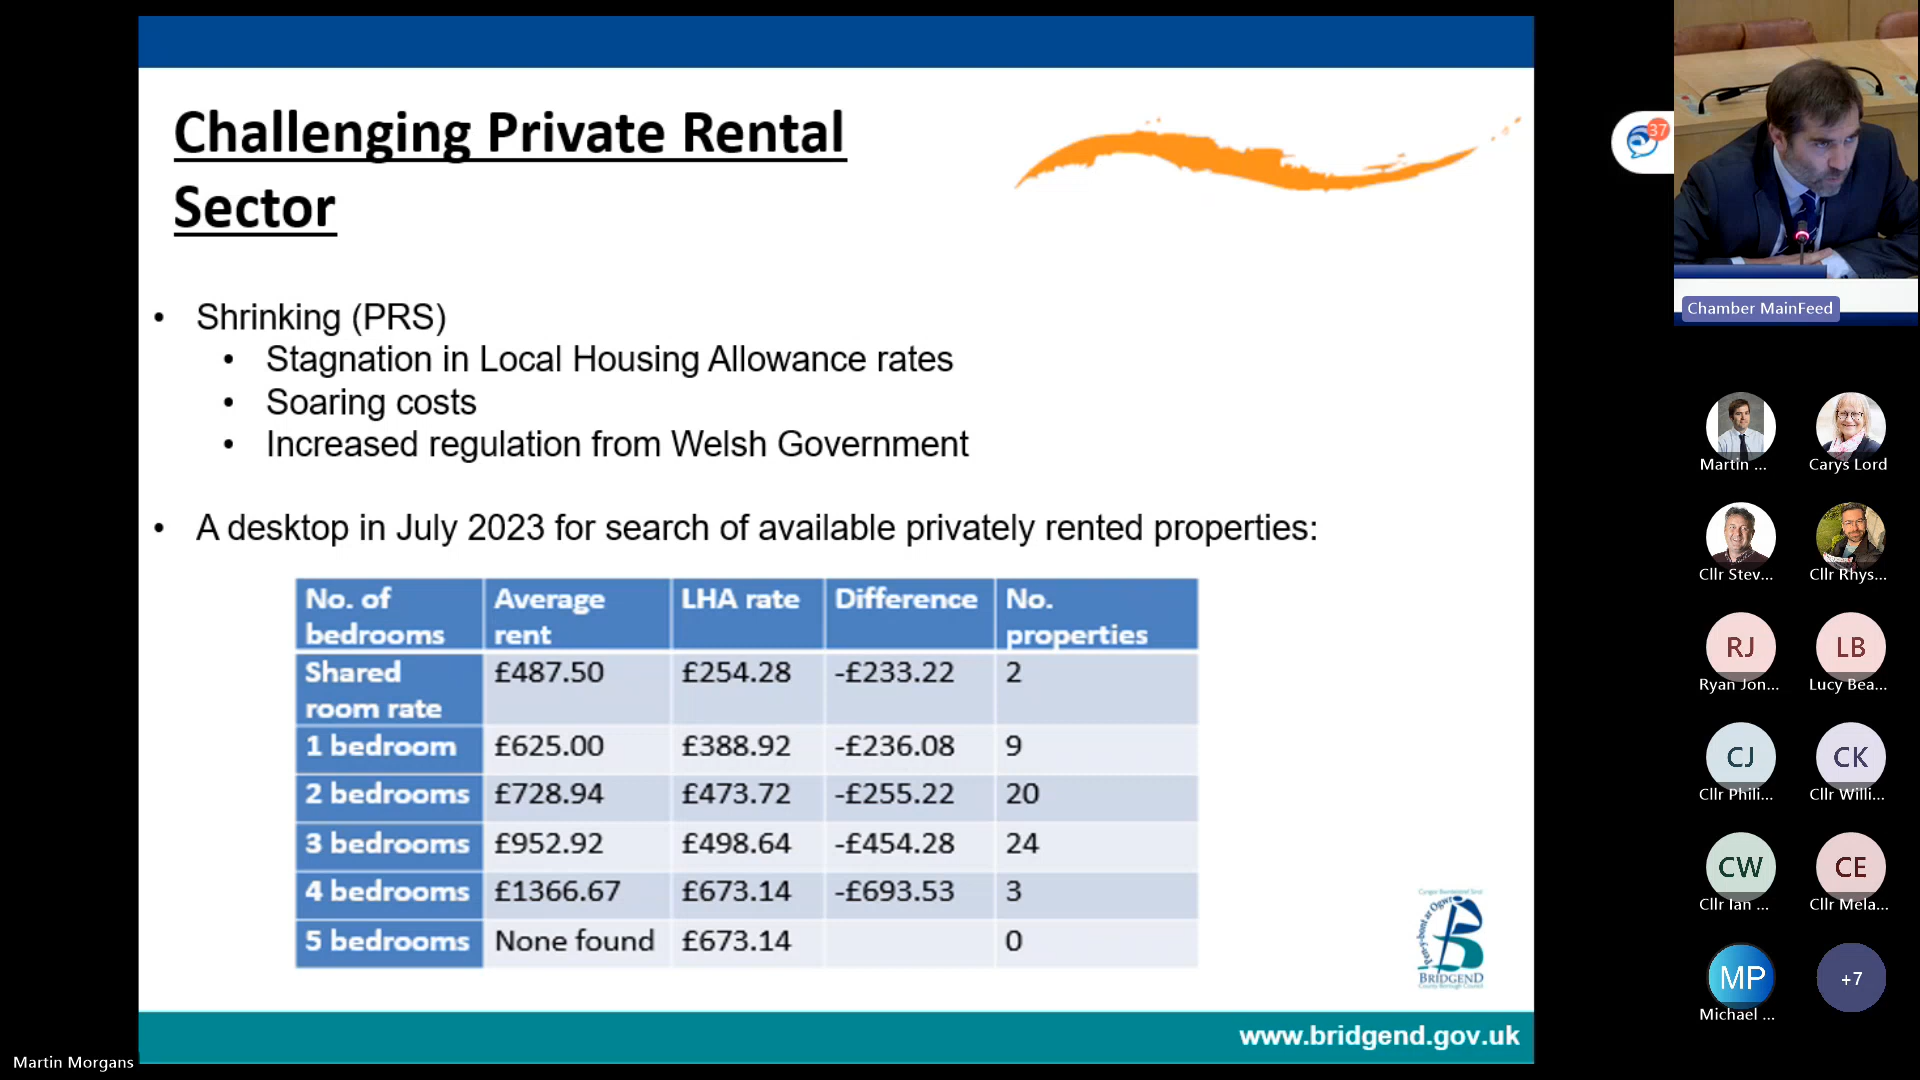 Challenging Private Rental
Sector
• Shrinking (PRS)
• Stagnation in Local Housing Allowance rates
• Soaring costs
• Increased regulation from Welsh Government
• A desktop in July 2023 for search of available privately rented properties:
No. of bedrooms Average rent LHA rate Difference No. properties
Shared room rate £487.50 £254.28 -£233.22 2
1 bedroom £625.00 £388.92 -£236.08 9
2 bedrooms £728.94 £473.72 -£255.22 20
3 bedrooms £952.92 £498.64 -£454.28 24
4 bedrooms £1366.67 £673.14 -£693.53 3
5 bedrooms None found £673.14 0
BRIDGEND
County Borough Council
www.bridgend.gov.uk
Martin Morgans
37
Chamber MainFeed
Martin ... Carys Lord
Cllr Stev... Cllr Rhys...
RJ LB
Ryan Jon... Lucy Bea...
CJ CK
Cllr Phili... Cllr Willi...
CW CE
Cllr Ian ... Cllr Mela...
MP +7
Michael ...